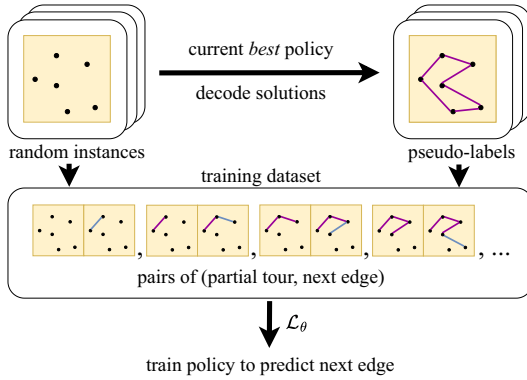 current best policy
decode solutions
random instances
pseudo-labels
training dataset
, , , , ...
pairs of (partial tour, next edge)
ℒθ
train policy to predict next edge